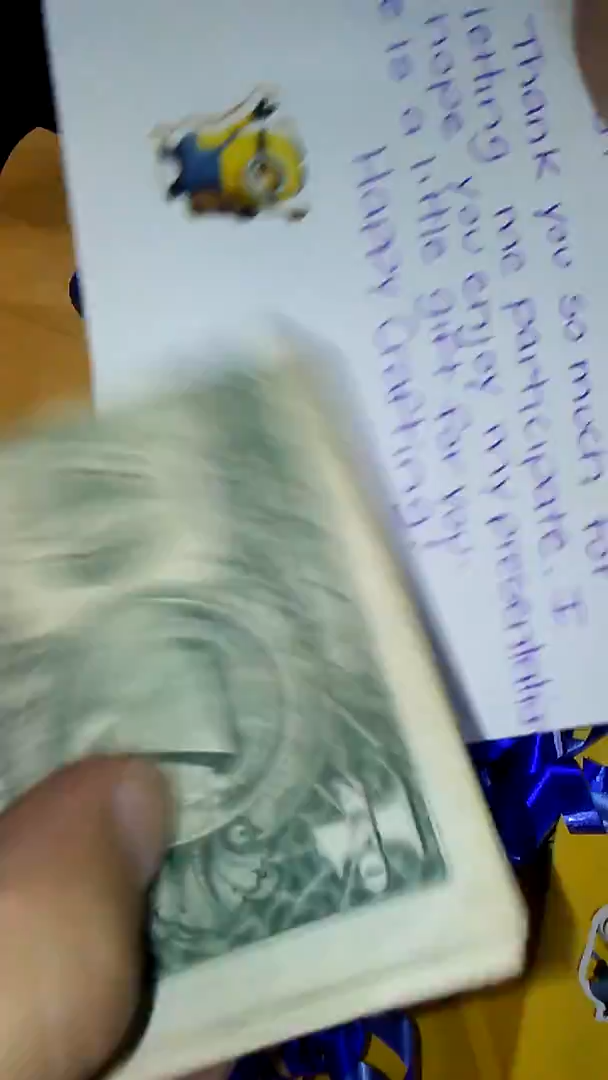 Thank you so much for
letting me participate. I
hope you enjoy my presentation
e is a little gift for you.
Happy Crafting!